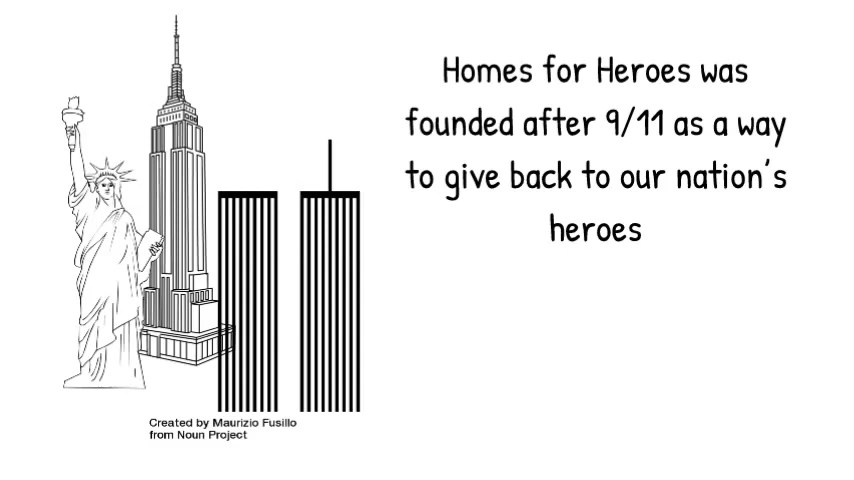 Homes for Heroes was
founded after 9/11 as a way
to give back to our nation's
heroes
Created by Maurizio Fusillo
from Noun Project